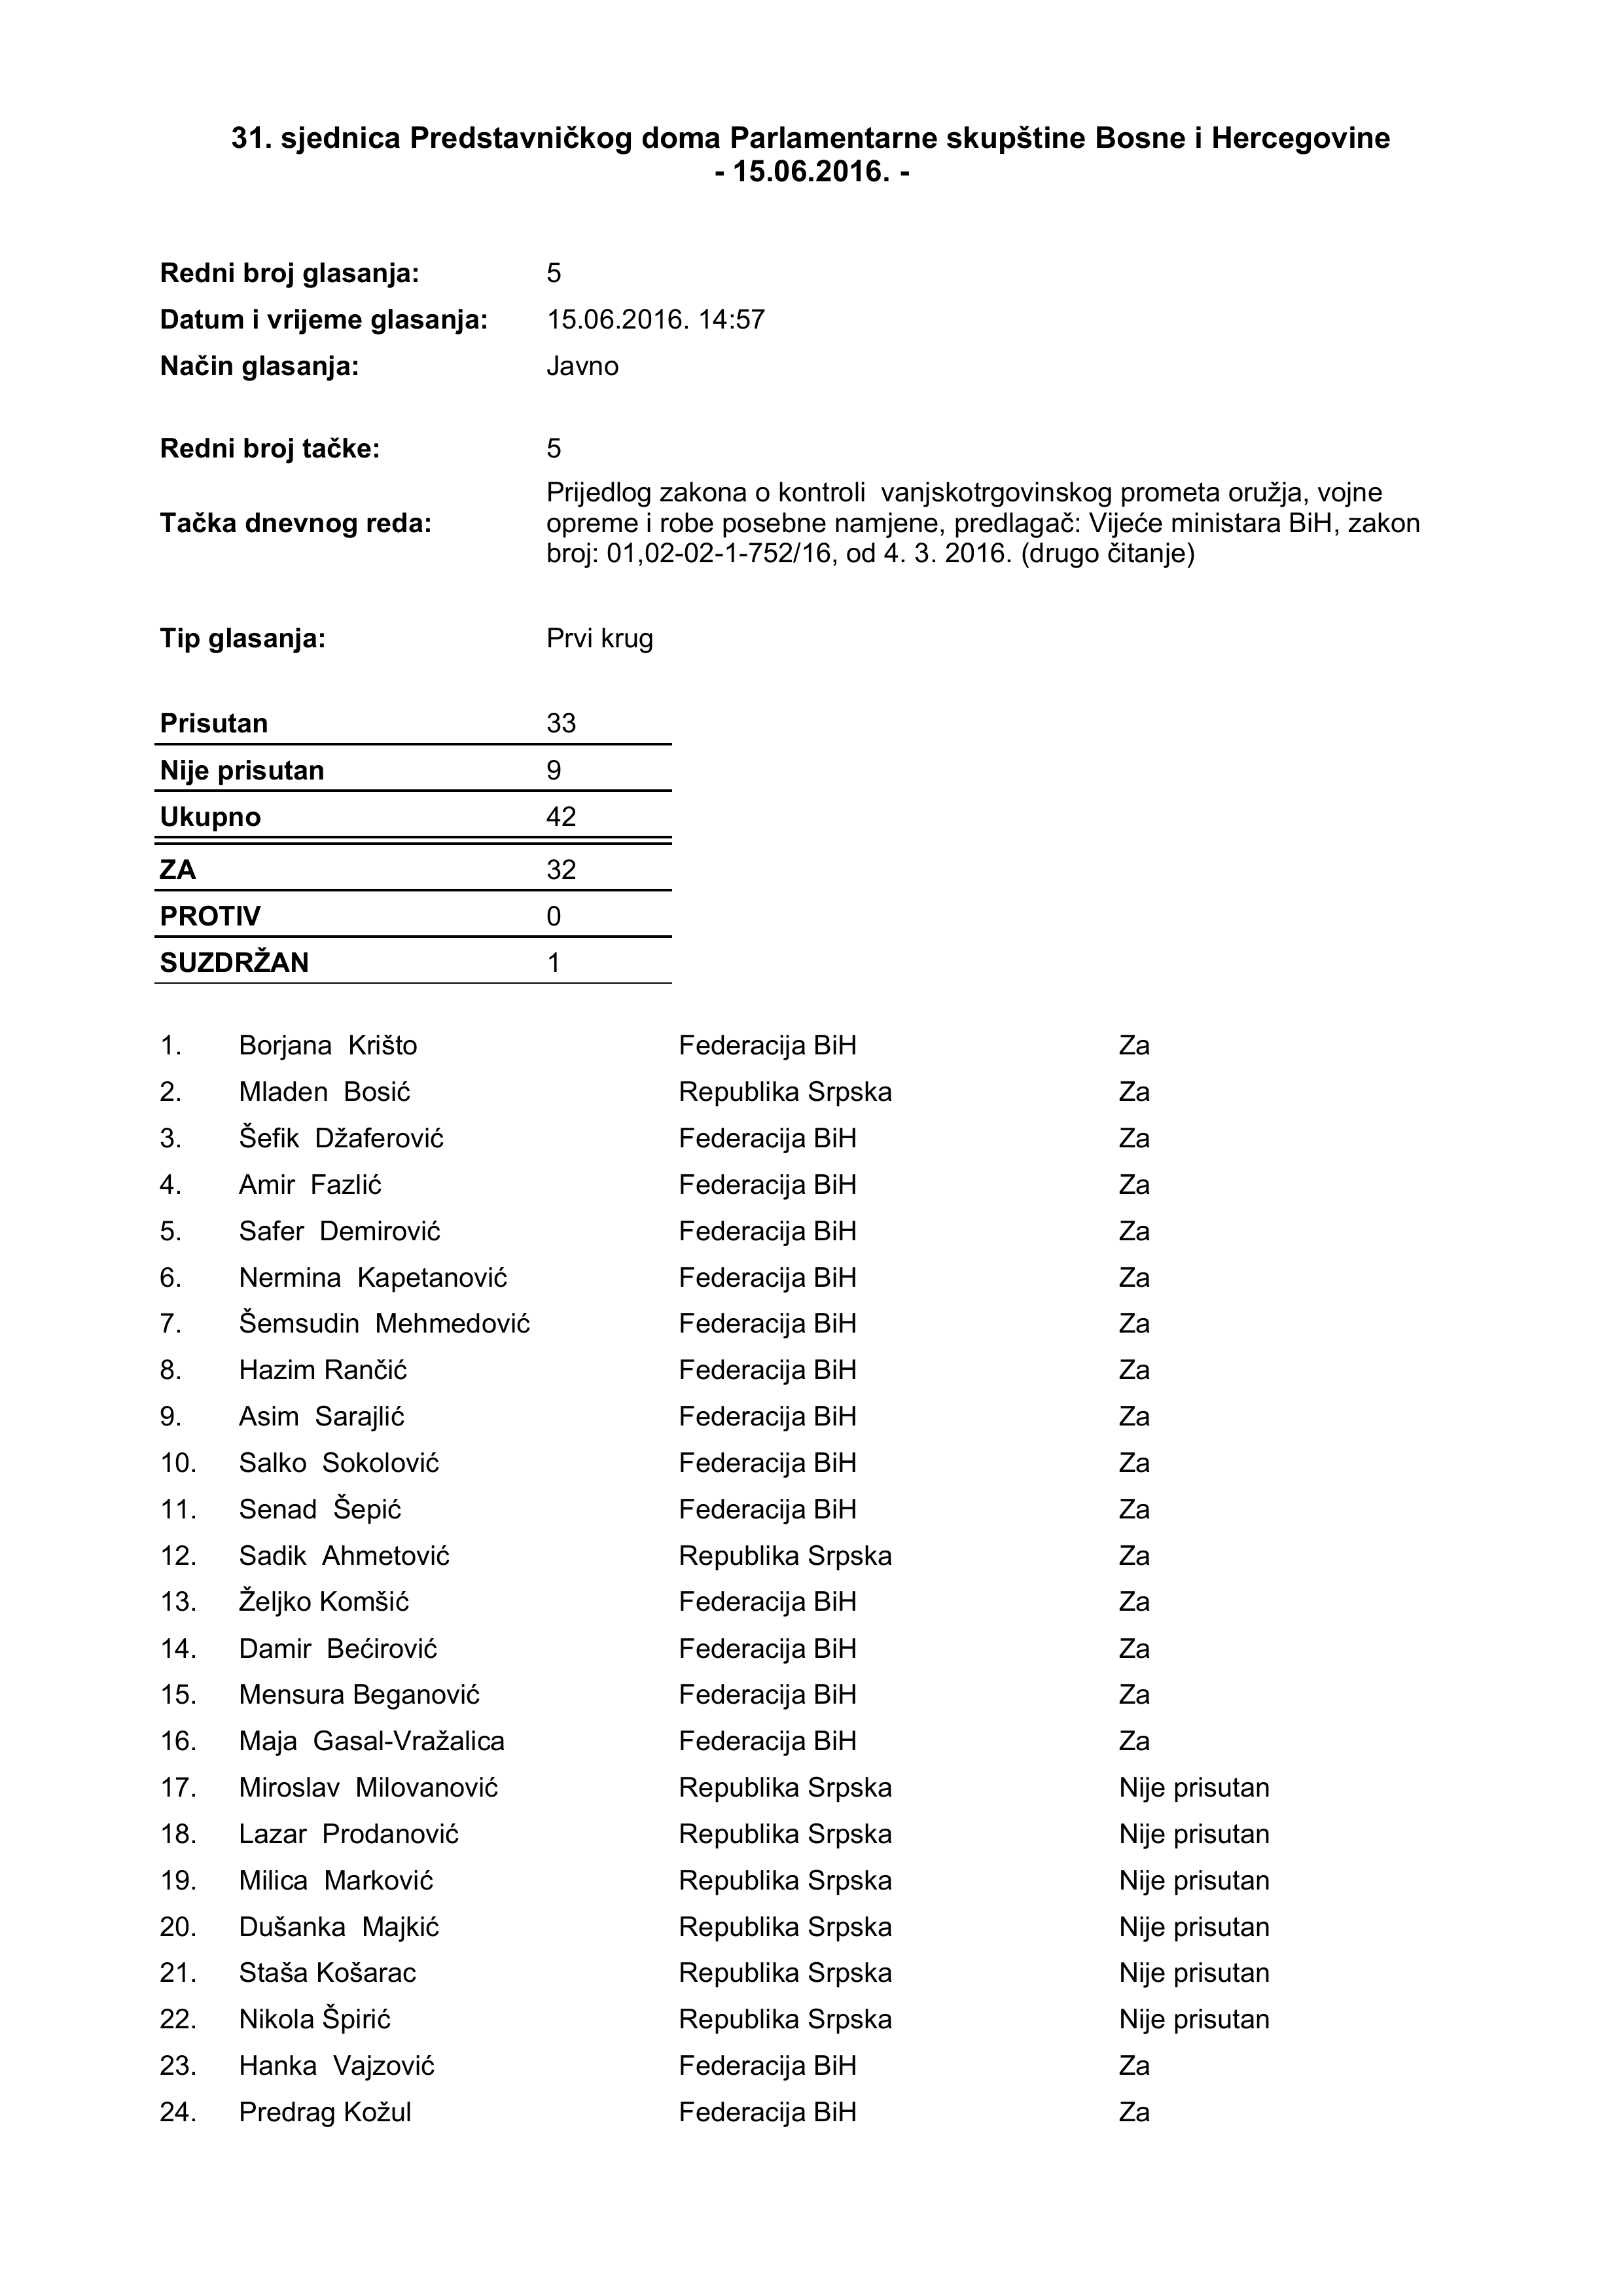 31. sjednica Predstavničkog doma Parlamentarne skupštine Bosne i Hercegovine
- 15.06.2016. -
Redni broj glasanja: 5
Datum i vrijeme glasanja: 15.06.2016. 14:57
Način glasanja: Javno
Redni broj tačke: 5
Tačka dnevnog reda: Prijedlog zakona o kontroli vanjskotrgovinskog prometa oružja, vojne
opreme i robe posebne namjene, predlagač: Vijeće ministara BiH, zakon
broj: 01,02-02-1-752/16, od 4. 3. 2016. (drugo čitanje)
Tip glasanja: Prvi krug
Prisutan 33
Nije prisutan 9
Ukupno 42
ZA 32
PROTIV 0
SUZDRŽAN 1
1. Borjana Krišto Federacija BiH Za
2. Mladen Bosić Republika Srpska Za
3. Šefik Džaferović Federacija BiH Za
4. Amir Fazlić Federacija BiH Za
5. Safer Demirović Federacija BiH Za
6. Nermina Kapetanović Federacija BiH Za
7. Šemsudin Mehmedović Federacija BiH Za
8. Hazim Rančić Federacija BiH Za
9. Asim Sarajlić Federacija BiH Za
10. Salko Sokolović Federacija BiH Za
11. Senad Šepić Federacija BiH Za
12. Sadik Ahmetović Republika Srpska Za
13. Željko Komšić Federacija BiH Za
14. Damir Bećirović Federacija BiH Za
15. Mensura Beganović Federacija BiH Za
16. Maja Gasal-Vražalica Federacija BiH Za
17. Miroslav Milovanović Republika Srpska Nije prisutan
18. Lazar Prodanović Republika Srpska Nije prisutan
19. Milica Marković Republika Srpska Nije prisutan
20. Dušanka Majkić Republika Srpska Nije prisutan
21. Staša Košarac Republika Srpska Nije prisutan
22. Nikola Špirić Republika Srpska Nije prisutan
23. Hanka Vajzović Federacija BiH Za
24. Predrag Kožul Federacija BiH Za